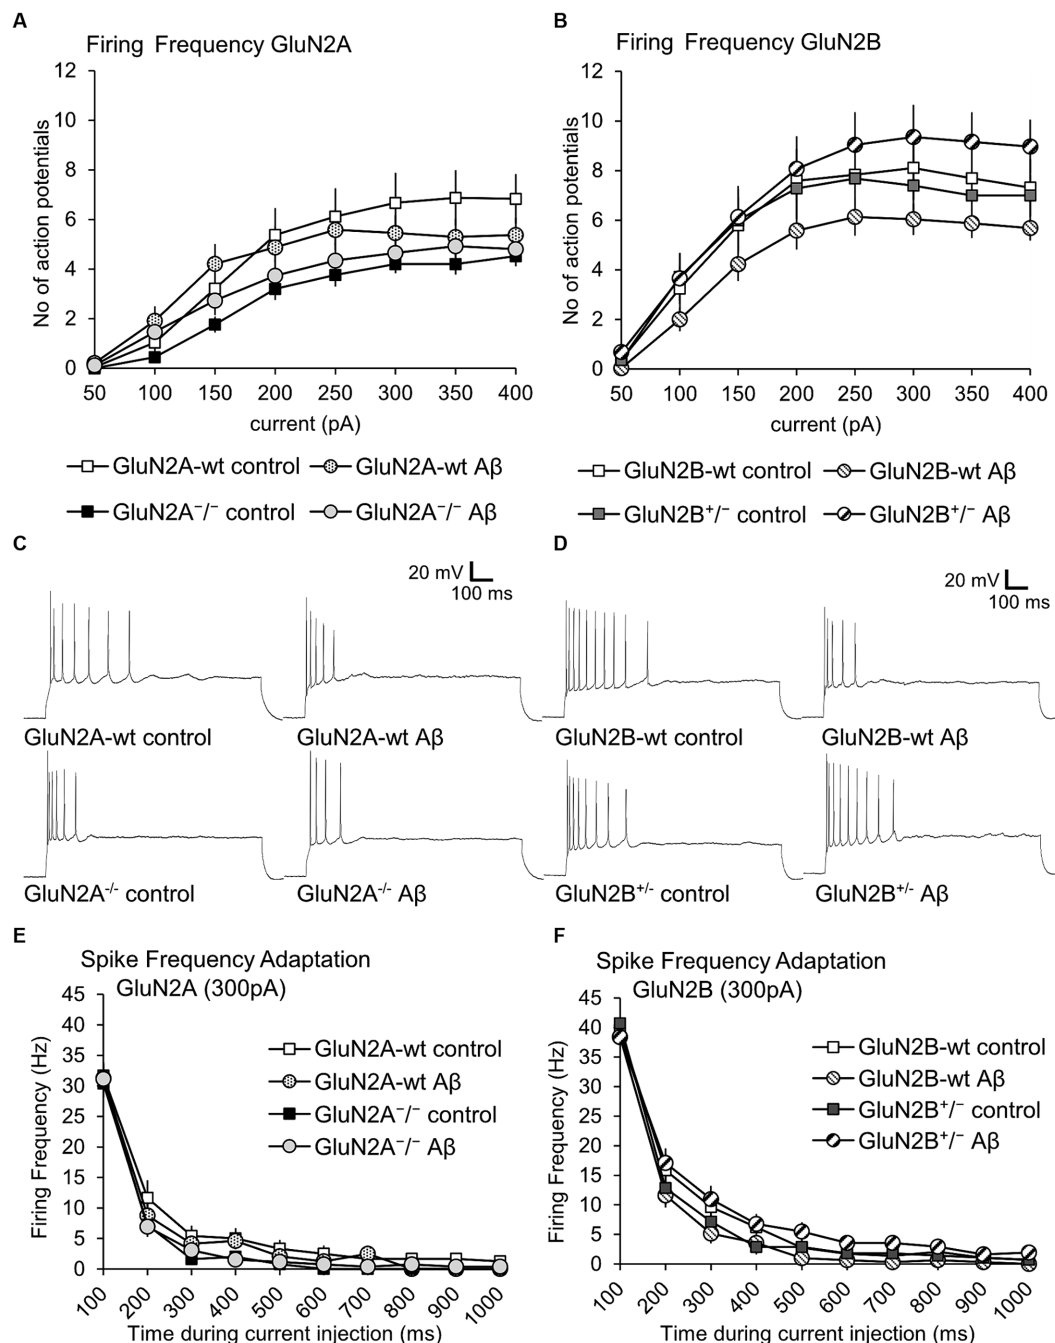 A
Firing Frequency GluN2A
No of action potentials
12
10
8
6
4
2
0
50 100 150 200 250 300 350 400
current (pA)
GluN2A-wt control GluN2A-wt Aβ
GluN2A⁻/⁻ control GluN2A⁻/⁻ Aβ
B
Firing Frequency GluN2B
No of action potentials
12
10
8
6
4
2
0
50 100 150 200 250 300 350 400
current (pA)
GluN2B-wt control GluN2B-wt Aβ
GluN2B⁺/⁻ control GluN2B⁺/⁻ Aβ
C
20 mV
100 ms
GluN2A-wt control GluN2A-wt Aβ
GluN2A⁻/⁻ control GluN2A⁻/⁻ Aβ
D
20 mV
100 ms
GluN2B-wt control GluN2B-wt Aβ
GluN2B⁺/⁻ control GluN2B⁺/⁻ Aβ
E
Spike Frequency Adaptation
GluN2A (300pA)
Firing Frequency (Hz)
45
40
35
30
25
20
15
10
5
0
GluN2A-wt control
GluN2A-wt Aβ
GluN2A⁻/⁻ control
GluN2A⁻/⁻ Aβ
100 200 300 400 500 600 700 800 900 1000
Time during current injection (ms)
F
Spike Frequency Adaptation
GluN2B (300pA)
Firing Frequency (Hz)
45
40
35
30
25
20
15
10
5
0
GluN2B-wt control
GluN2B-wt Aβ
GluN2B⁺/⁻ control
GluN2B⁺/⁻ Aβ
100 200 300 400 500 600 700 800 900 1000
Time during current injection (ms)